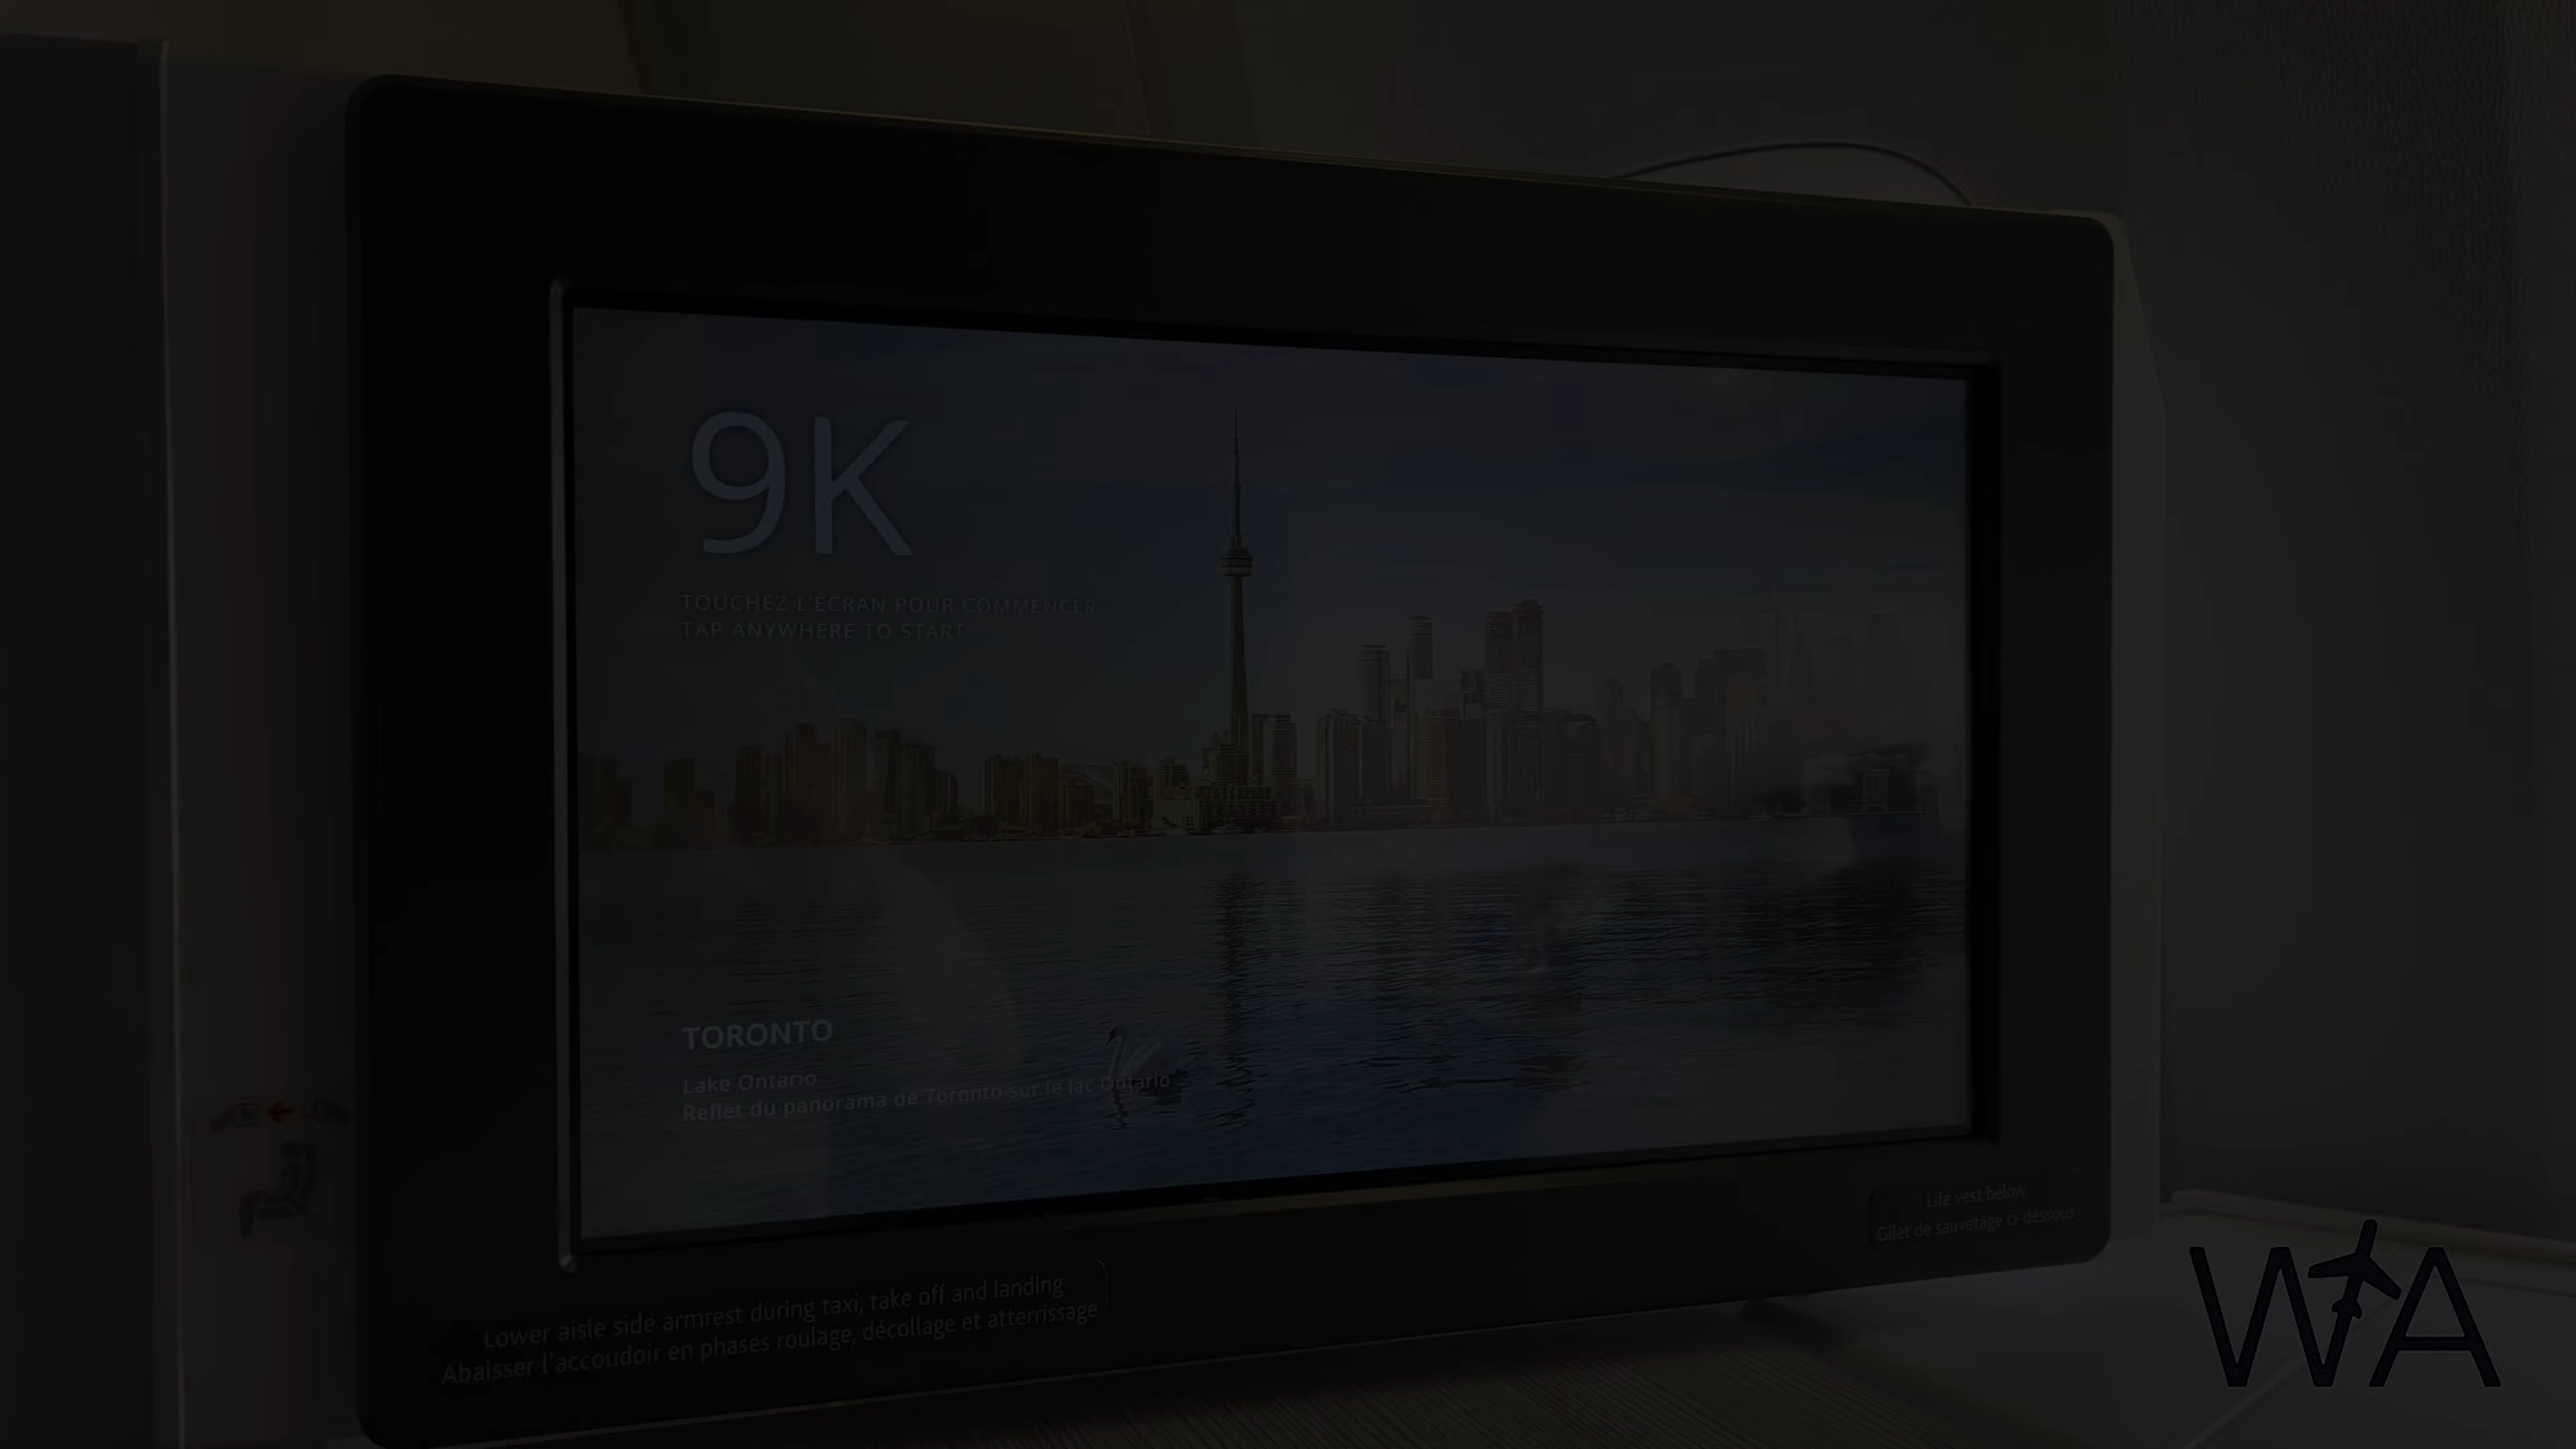 9K
TOUCHEZ L'ÉCRAN POUR COMMENCER
TAP ANYWHERE TO START
TORONTO
Lake Ontario
Reflet du panorama de Toronto sur le lac Ontario
Life vest below
Gilet de sauvetage ci-dessous
Lower aisle side armrest during taxi, take off and landing
Abaisser l'accoudoir en phases roulage, décollage et atterrissage
WA